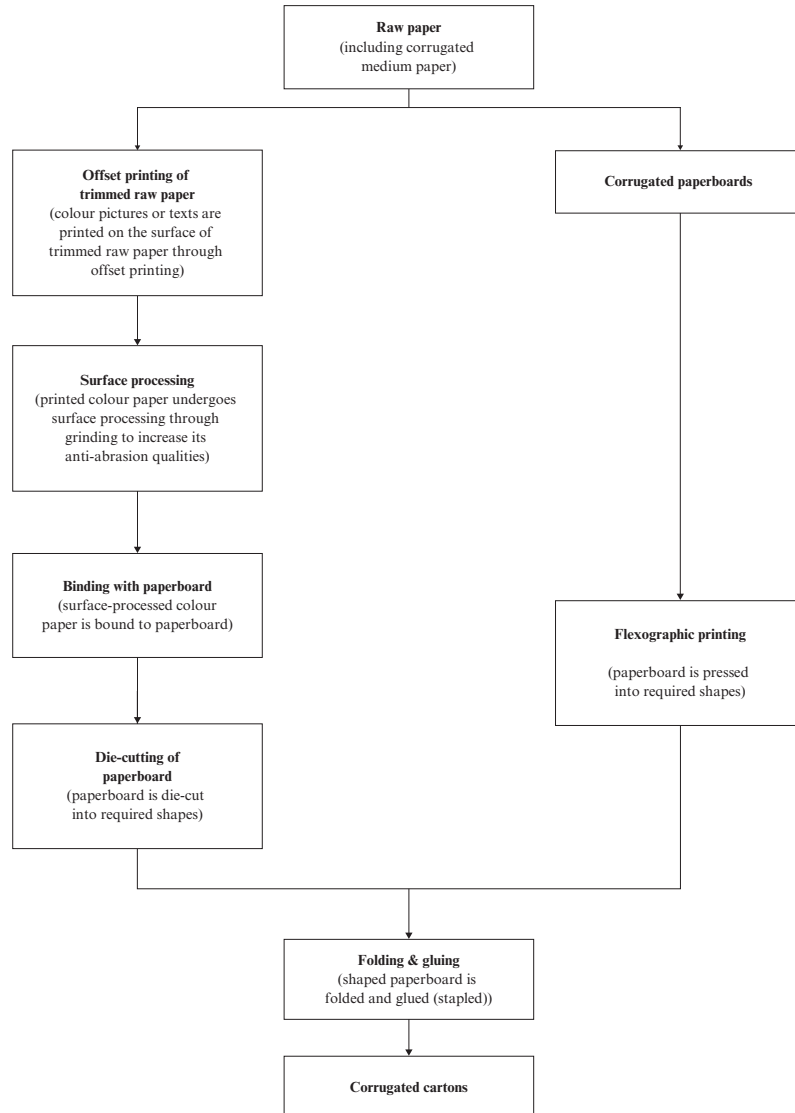 Raw paper
(including corrugated
medium paper)
Offset printing of
trimmed raw paper
(colour pictures or texts are
printed on the surface of
trimmed raw paper through
offset printing)
Corrugated paperboards
Surface processing
(printed colour paper undergoes
surface processing through
grinding to increase its
anti-abrasion qualities)
Binding with paperboard
(surface-processed colour
paper is bound to paperboard)
Flexographic printing
(paperboard is pressed
into required shapes)
Die-cutting of
paperboard
(paperboard is die-cut
into required shapes)
Folding & gluing
(shaped paperboard is
folded and glued (stapled))
Corrugated cartons